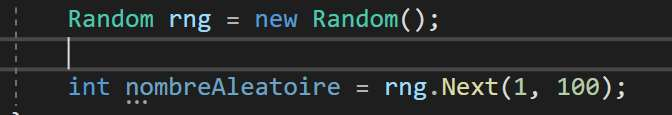 Random rng = new Random();
int nombreAleatoire = rng.Next(1, 100);